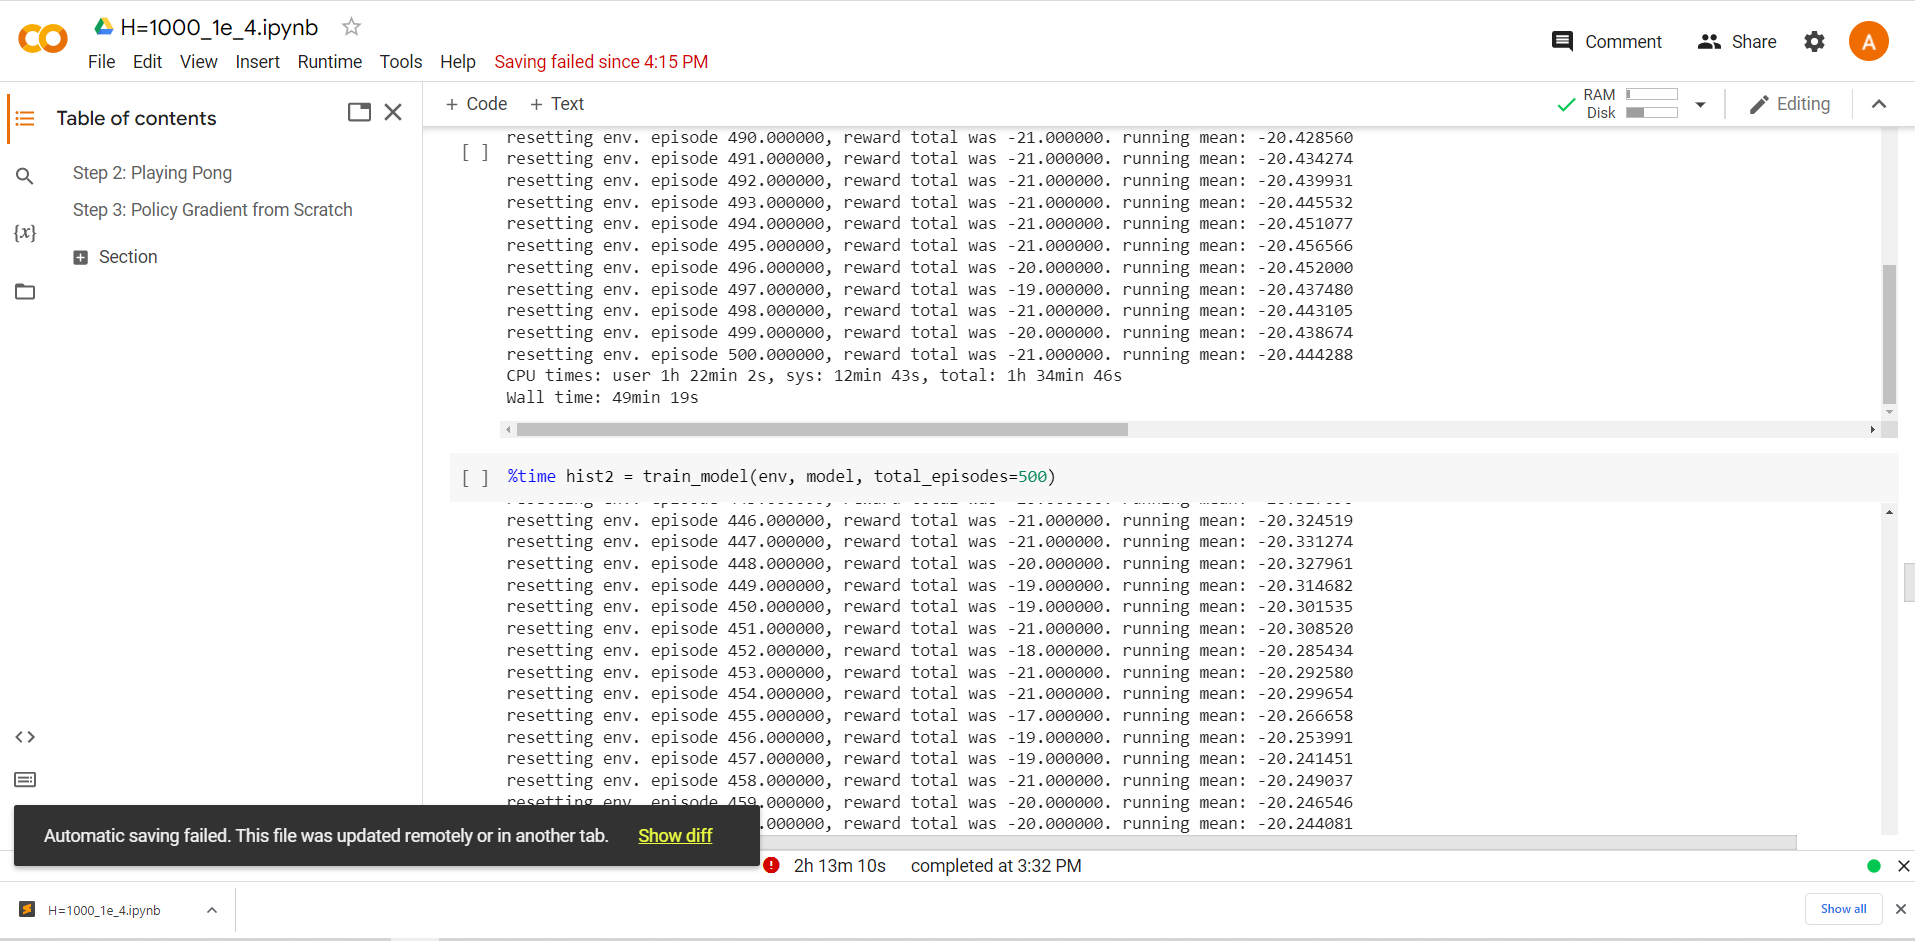 H=1000_1e_4.ipynb
File Edit View Insert Runtime Tools Help Saving failed since 4:15 PM
Comment Share A
Table of contents
+ Code + Text
RAM
Disk
Editing
Step 2: Playing Pong
Step 3: Policy Gradient from Scratch
{x}
Section
[ ]
resetting env. episode 490.000000, reward total was -21.000000. running mean: -20.428560
resetting env. episode 491.000000, reward total was -21.000000. running mean: -20.434274
resetting env. episode 492.000000, reward total was -21.000000. running mean: -20.439931
resetting env. episode 493.000000, reward total was -21.000000. running mean: -20.445532
resetting env. episode 494.000000, reward total was -21.000000. running mean: -20.451077
resetting env. episode 495.000000, reward total was -21.000000. running mean: -20.456566
resetting env. episode 496.000000, reward total was -20.000000. running mean: -20.452000
resetting env. episode 497.000000, reward total was -19.000000. running mean: -20.437480
resetting env. episode 498.000000, reward total was -21.000000. running mean: -20.443105
resetting env. episode 499.000000, reward total was -20.000000. running mean: -20.438674
resetting env. episode 500.000000, reward total was -21.000000. running mean: -20.444288
CPU times: user 1h 22min 2s, sys: 12min 43s, total: 1h 34min 46s
Wall time: 49min 19s
[ ] %time hist2 = train_model(env, model, total_episodes=500)
resetting env. episode 446.000000, reward total was -21.000000. running mean: -20.324519
resetting env. episode 447.000000, reward total was -21.000000. running mean: -20.331274
resetting env. episode 448.000000, reward total was -20.000000. running mean: -20.327961
resetting env. episode 449.000000, reward total was -19.000000. running mean: -20.314682
resetting env. episode 450.000000, reward total was -19.000000. running mean: -20.301535
resetting env. episode 451.000000, reward total was -21.000000. running mean: -20.308520
resetting env. episode 452.000000, reward total was -18.000000. running mean: -20.285434
resetting env. episode 453.000000, reward total was -21.000000. running mean: -20.292580
resetting env. episode 454.000000, reward total was -21.000000. running mean: -20.299654
resetting env. episode 455.000000, reward total was -17.000000. running mean: -20.266658
resetting env. episode 456.000000, reward total was -19.000000. running mean: -20.253991
resetting env. episode 457.000000, reward total was -19.000000. running mean: -20.241451
resetting env. episode 458.000000, reward total was -21.000000. running mean: -20.249037
resetting env. episode 459.000000, reward total was -20.000000. running mean: -20.246546
.000000, reward total was -20.000000. running mean: -20.244081
Automatic saving failed. This file was updated remotely or in another tab. Show diff
2h 13m 10s completed at 3:32 PM
H=1000_1e_4.ipynb
Show all